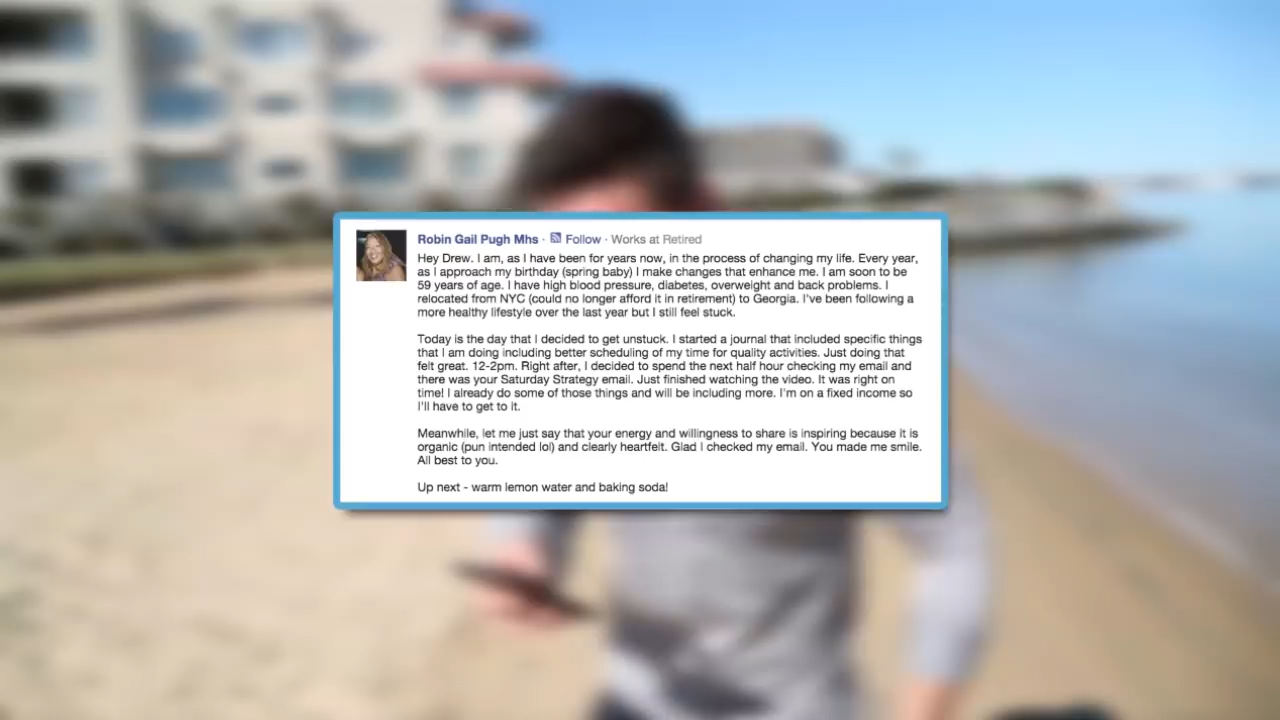 Robin Gail Pugh Mhs · Follow · Works at Retired
Hey Drew. I am, as I have been for years now, in the process of changing my life. Every year,
as I approach my birthday (spring baby) I make changes that enhance me. I am soon to be
59 years of age. I have high blood pressure, diabetes, overweight and back problems. I
relocated from NYC (could no longer afford it in retirement) to Georgia. I've been following a
more healthy lifestyle over the last year but I still feel stuck.
Today is the day that I decided to get unstuck. I started a journal that included specific things
that I am doing including better scheduling of my time for quality activities. Just doing that
felt great. 12-2pm. Right after, I decided to spend the next half hour checking my email and
there was your Saturday Strategy email. Just finished watching the video. It was right on
time! I already do some of those things and will be including more. I'm on a fixed income so
I'll have to get to it.
Meanwhile, let me just say that your energy and willingness to share is inspiring because it is
organic (pun intended lol) and clearly heartfelt. Glad I checked my email. You made me smile.
All best to you.
Up next - warm lemon water and baking soda!